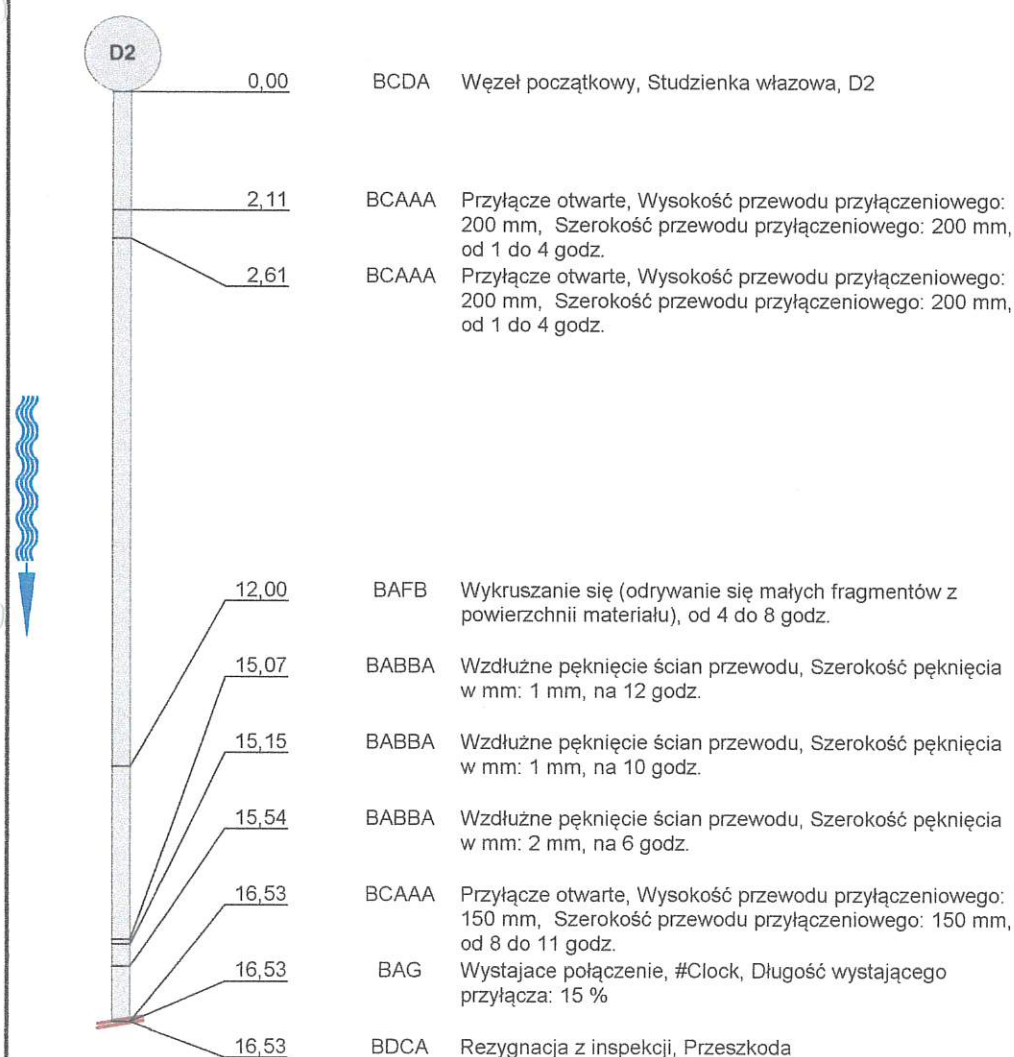 D2
0,00 BCDA Węzeł początkowy, Studzienka włazowa, D2
2,11 BCAAA Przyłącze otwarte, Wysokość przewodu przyłączeniowego:
200 mm, Szerokość przewodu przyłączeniowego: 200 mm,
od 1 do 4 godz.
2,61 BCAAA Przyłącze otwarte, Wysokość przewodu przyłączeniowego:
200 mm, Szerokość przewodu przyłączeniowego: 200 mm,
od 1 do 4 godz.
12,00 BAFB Wykruszanie się (odrywanie się małych fragmentów z
powierzchnii materiału), od 4 do 8 godz.
15,07 BABBA Wzdłużne pęknięcie ścian przewodu, Szerokość pęknięcia
w mm: 1 mm, na 12 godz.
15,15 BABBA Wzdłużne pęknięcie ścian przewodu, Szerokość pęknięcia
w mm: 1 mm, na 10 godz.
15,54 BABBA Wzdłużne pęknięcie ścian przewodu, Szerokość pęknięcia
w mm: 2 mm, na 6 godz.
16,53 BCAAA Przyłącze otwarte, Wysokość przewodu przyłączeniowego:
150 mm, Szerokość przewodu przyłączeniowego: 150 mm,
od 8 do 11 godz.
16,53 BAG Wystajace połączenie, #Clock, Długość wystającego
przyłącza: 15 %
16,53 BDCA Rezygnacja z inspekcji, Przeszkoda